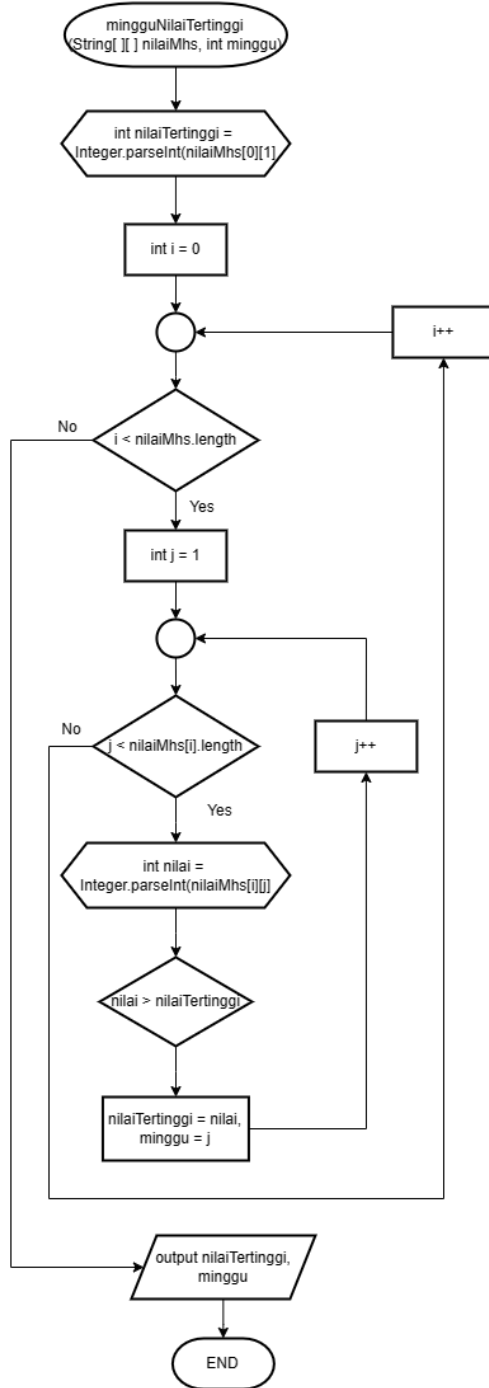 mingguNilaiTertinggi
(String[ ][ ] nilaiMhs, int minggu)
int nilaiTertinggi =
Integer.parseInt(nilaiMhs[0][1]
int i = 0
i++
No
i < nilaiMhs.length
Yes
int j = 1
No
j < nilaiMhs[i].length
j++
Yes
int nilai =
Integer.parseInt(nilaiMhs[i][j]
nilai > nilaiTertinggi
nilaiTertinggi = nilai,
minggu = j
output nilaiTertinggi,
minggu
END